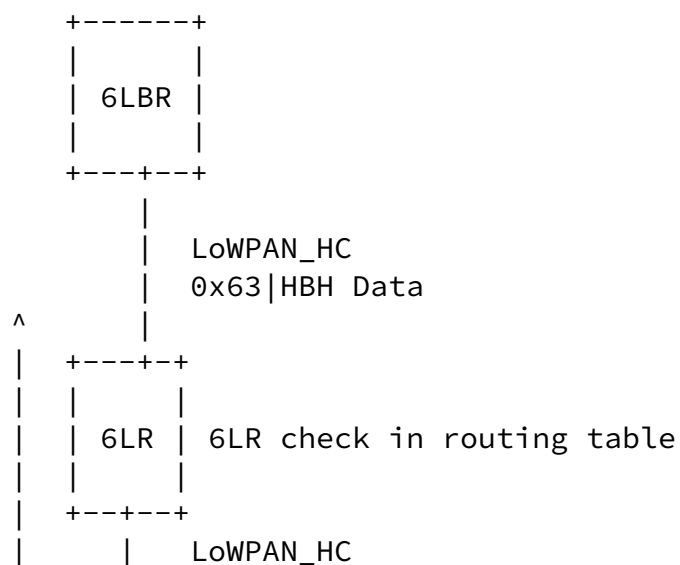 6LBR
LoWPAN_HC
0x63|HBH Data
6LR
6LR check in routing table
LoWPAN_HC